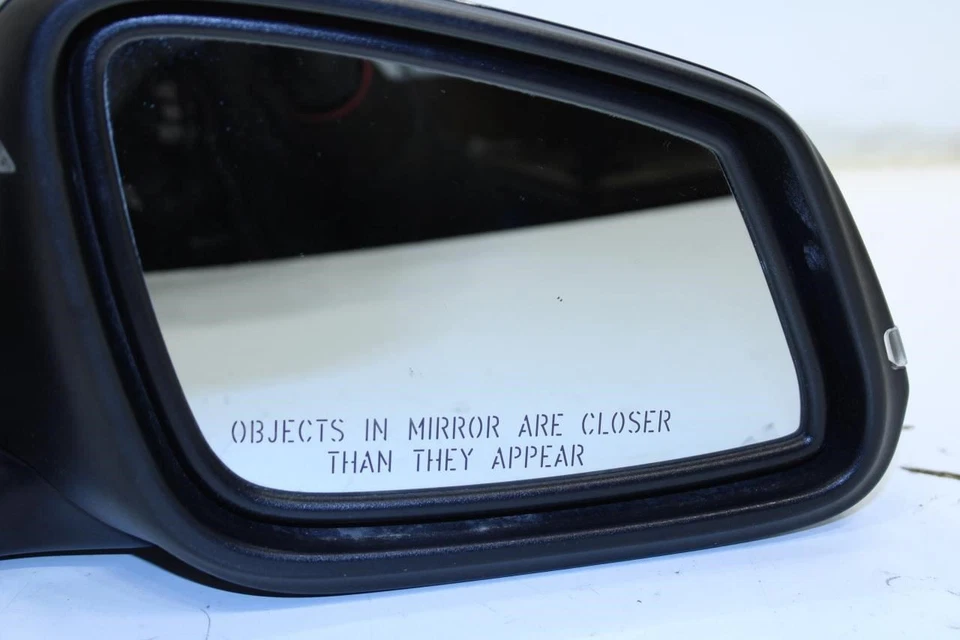 OBJECTS IN MIRROR ARE CLOSER
THAN THEY APPEAR